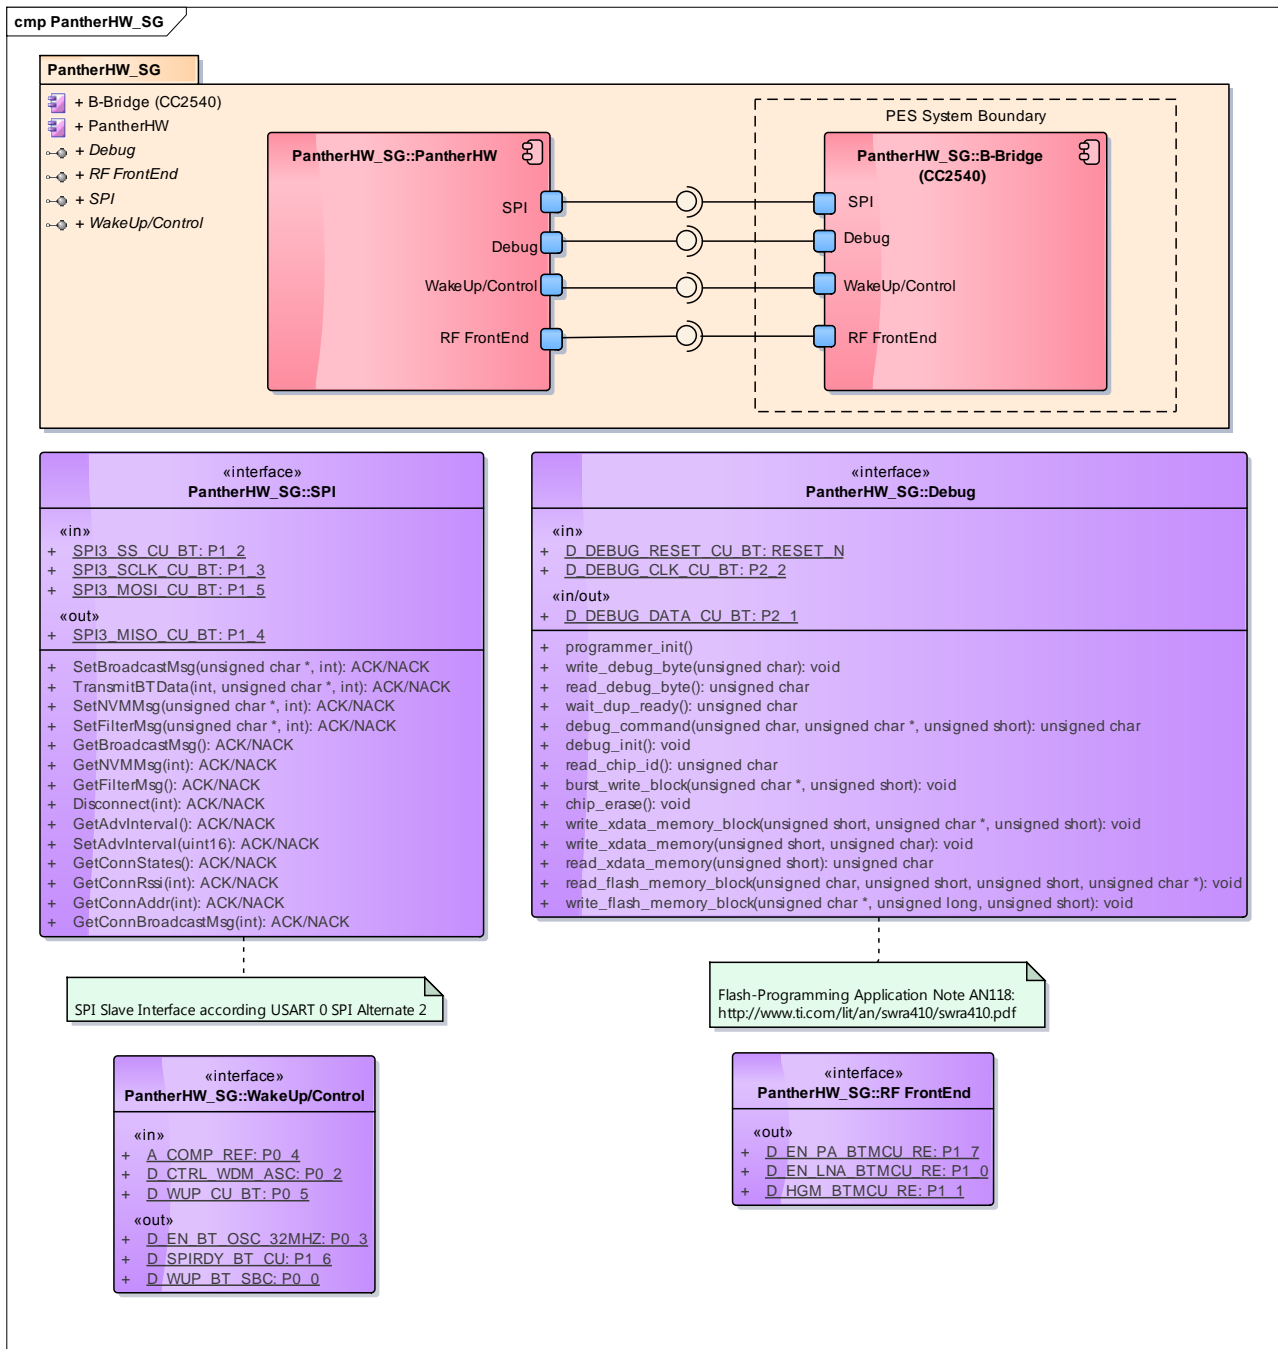 cmp PantherHW_SG
PantherHW_SG
+ B-Bridge (CC2540)
+ PantherHW
+ Debug
+ RF FrontEnd
+ SPI
+ WakeUp/Control
PantherHW_SG::PantherHW
SPI
Debug
WakeUp/Control
RF FrontEnd
PES System Boundary
PantherHW_SG::B-Bridge
(CC2540)
SPI
Debug
WakeUp/Control
RF FrontEnd
«interface»
PantherHW_SG::SPI
«in»
+ SPI3_SS_CU_BT: P1_2
+ SPI3_SCLK_CU_BT: P1_3
+ SPI3_MOSI_CU_BT: P1_5
«out»
+ SPI3_MISO_CU_BT: P1_4
+ SetBroadcastMsg(unsigned char *, int): ACK/NACK
+ TransmitBTData(int, unsigned char *, int): ACK/NACK
+ SetNVMMsg(unsigned char *, int): ACK/NACK
+ SetFilterMsg(unsigned char *, int): ACK/NACK
+ GetBroadcastMsg(): ACK/NACK
+ GetNVMMsg(int): ACK/NACK
+ GetFilterMsg(): ACK/NACK
+ Disconnect(int): ACK/NACK
+ GetAdvInterval(): ACK/NACK
+ SetAdvInterval(uint16): ACK/NACK
+ GetConnStates(): ACK/NACK
+ GetConnRssi(int): ACK/NACK
+ GetConnAddr(int): ACK/NACK
+ GetConnBroadcastMsg(int): ACK/NACK
SPI Slave Interface according USART 0 SPI Alternate 2
«interface»
PantherHW_SG::Debug
«in»
+ D_DEBUG_RESET_CU_BT: RESET_N
+ D_DEBUG_CLK_CU_BT: P2_2
«in/out»
+ D_DEBUG_DATA_CU_BT: P2_1
+ programmer_init()
+ write_debug_byte(unsigned char): void
+ read_debug_byte(): unsigned char
+ wait_dup_ready(): unsigned char
+ debug_command(unsigned char, unsigned char *, unsigned short): unsigned char
+ debug_init(): void
+ read_chip_id(): unsigned char
+ burst_write_block(unsigned char *, unsigned short): void
+ chip_erase(): void
+ write_xdata_memory_block(unsigned short, unsigned char *, unsigned short): void
+ write_xdata_memory(unsigned short, unsigned char): void
+ read_xdata_memory(unsigned short): unsigned char
+ read_flash_memory_block(unsigned char, unsigned short, unsigned short, unsigned char *): void
+ write_flash_memory_block(unsigned char *, unsigned long, unsigned short): void
Flash-Programming Application Note AN118:
http://www.ti.com/lit/an/swra410/swra410.pdf
«interface»
PantherHW_SG::WakeUp/Control
«in»
+ A_COMP_REF: P0_4
+ D_CTRL_WDM_ASC: P0_2
+ D_WUP_CU_BT: P0_5
«out»
+ D_EN_BT_OSC_32MHZ: P0_3
+ D_SPIRDY_BT_CU: P1_6
+ D_WUP_BT_SBC: P0_0
«interface»
PantherHW_SG::RF FrontEnd
«out»
+ D_EN_PA_BTMCU_RE: P1_7
+ D_EN_LNA_BTMCU_RE: P1_0
+ D_HGM_BTMCU_RE: P1_1